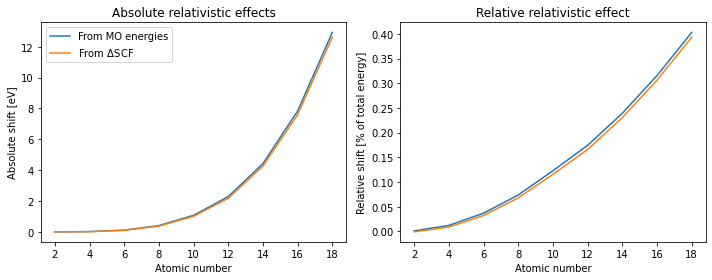 Absolute relativistic effects
From MO energies
From ΔSCF
Absolute shift [eV]
12
10
8
6
4
2
0
2 4 6 8 10 12 14 16 18
Atomic number
Relative relativistic effect
Relative shift [% of total energy]
0.40
0.35
0.30
0.25
0.20
0.15
0.10
0.05
0.00
2 4 6 8 10 12 14 16 18
Atomic number